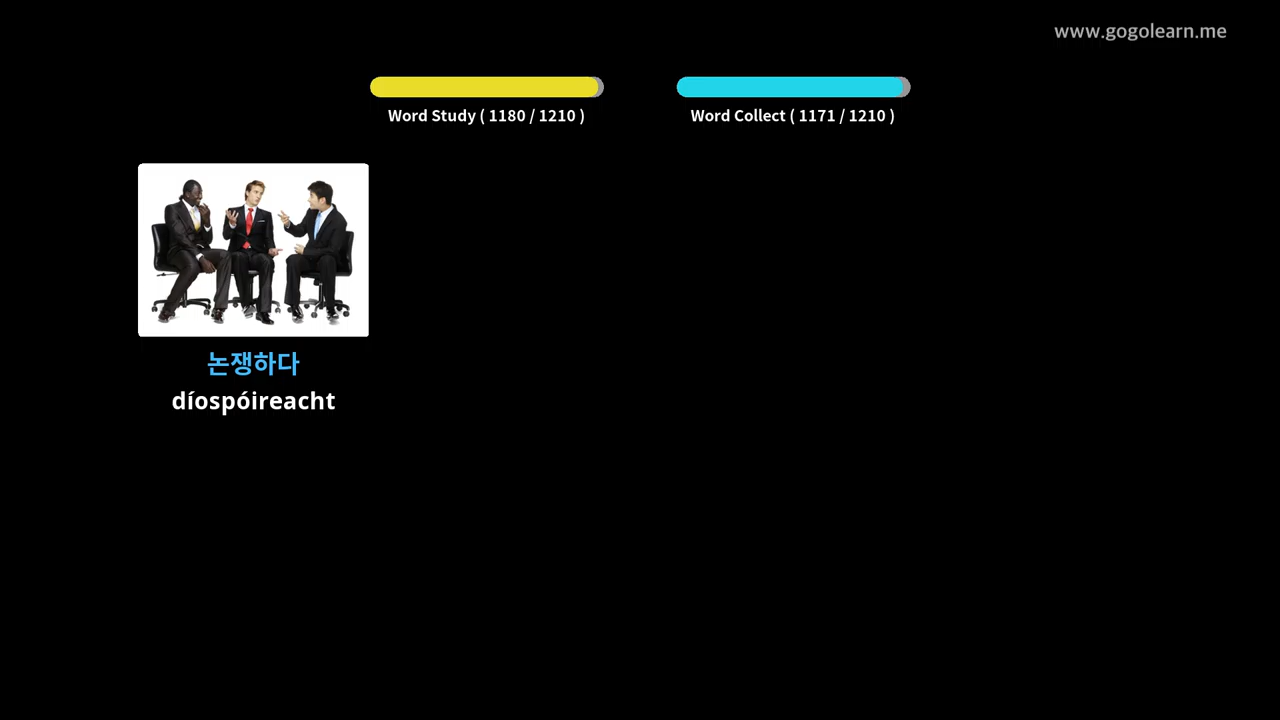 www.gogolearn.me
Word Study ( 1180 / 1210 )
Word Collect ( 1171 / 1210 )
논쟁하다
díospóireacht